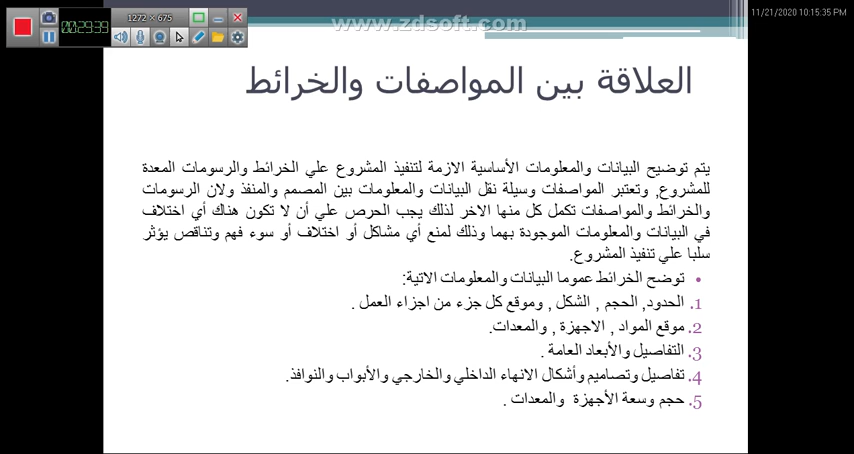 1272 × 675
00:29:39
www.zdsoft.com
11/21/2020 10:15:35 PM
العلاقة بين المواصفات والخرائط
يتم توضيح البيانات والمعلومات الأساسية الازمة لتنفيذ المشروع علي الخرائط والرسومات المعدة
للمشروع, وتعتبر المواصفات وسيلة نقل البيانات والمعلومات بين المصمم والمنفذ ولان الرسومات
والخرائط والمواصفات تكمل كل منها الاخر لذلك يجب الحرص علي أن لا تكون هناك أي اختلاف
في البيانات والمعلومات الموجودة بهما وذلك لمنع أي مشاكل أو اختلاف أو سوء فهم وتناقص يؤثر
سلبا علي تنفيذ المشروع.
• توضح الخرائط عموما البيانات والمعلومات الاتية:
1. الحدود, الحجم , الشكل , وموقع كل جزء من اجزاء العمل .
2. موقع المواد , الاجهزة , والمعدات.
3. التفاصيل والأبعاد العامة .
4. تفاصيل وتصاميم وأشكال الانهاء الداخلي والخارجي والأبواب والنوافذ.
5. حجم وسعة الأجهزة والمعدات .